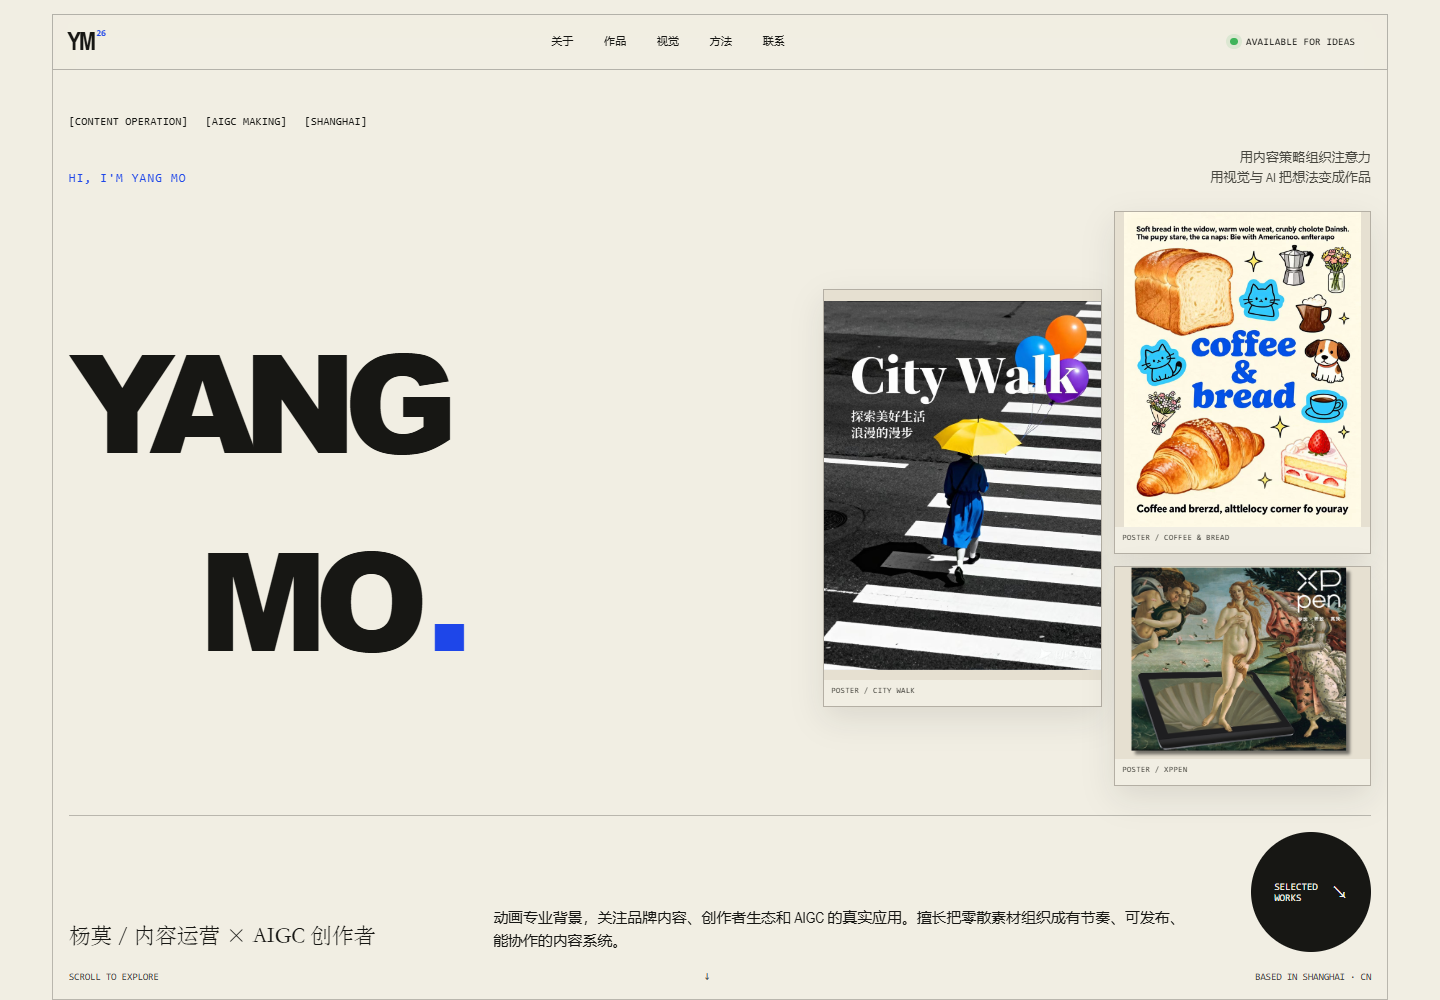 YM 26
关于 作品 视觉 方法 联系
AVAILABLE FOR IDEAS
[CONTENT OPERATION] [AIGC MAKING] [SHANGHAI]
HI, I'M YANG MO
用内容策略组织注意力
用视觉与 AI 把想法变成作品
YANG
MO.
City Walk
探索美好生活
浪漫的漫步
POSTER / CITY WALK
Soft bread in the widow, warm wole weat, crunby cholote Dainsh.
The pupy stare, the ca naps: Bie with Americanoo. enfterapo
coffee
&
bread
Coffee and brerzd, alttlelocy corner fo youray
POSTER / COFFEE & BREAD
XP
pen
POSTER / XPPEN
SELECTED
WORKS ↘
杨莫 / 内容运营 × AIGC 创作者
动画专业背景，关注品牌内容、创作者生态和 AIGC 的真实应用。擅长把零散素材组织成有节奏、可发布、
能协作的内容系统。
SCROLL TO EXPLORE
↓
BASED IN SHANGHAI · CN